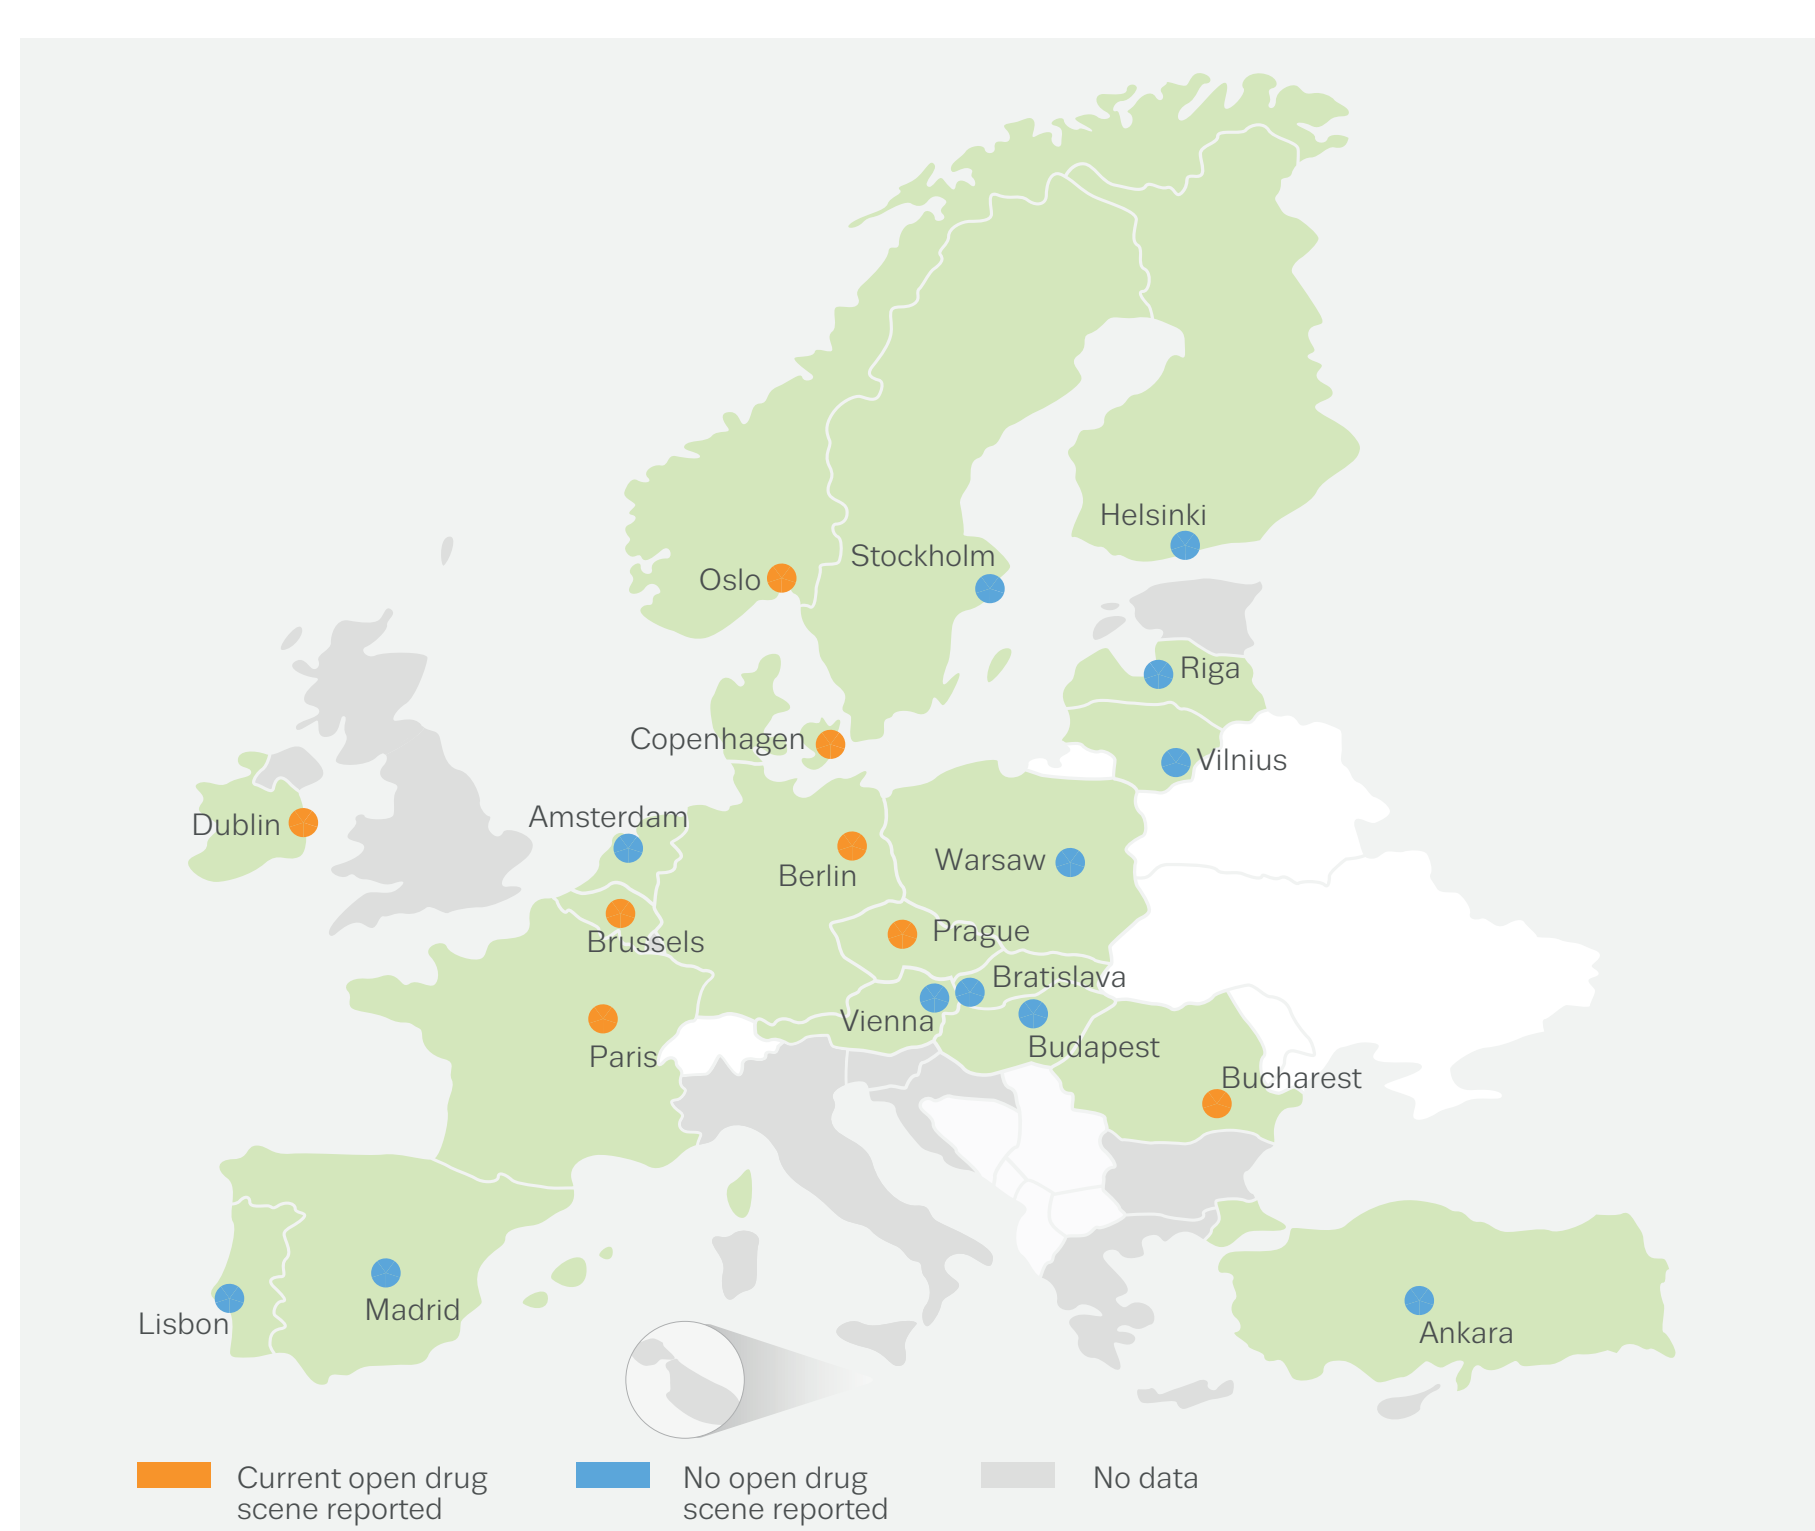 Helsinki
Stockholm
Oslo
Riga
Copenhagen
Vilnius
Amsterdam
Dublin
Berlin
Warsaw
Brussels
Prague
Bratislava
Vienna
Budapest
Paris
Bucharest
Madrid
Lisbon
Ankara
Current open drug
scene reported
No open drug
scene reported
No data